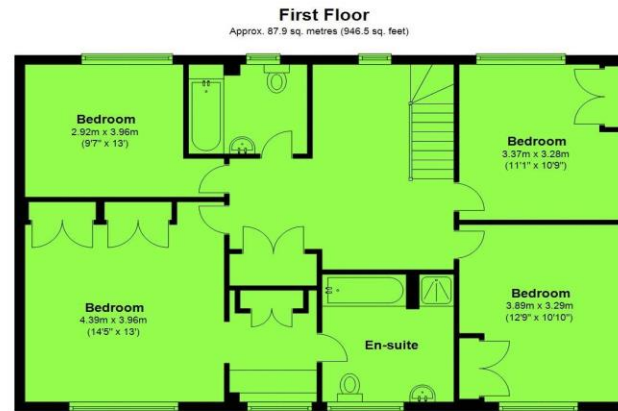 First Floor
Approx. 87.9 sq. metres (946.5 sq. feet)
Bedroom
2.92m x 3.96m
(9'7" x 13')
Bedroom
3.37m x 3.28m
(11'1" x 10'9")
Bedroom
4.39m x 3.96m
(14'5" x 13')
En-suite
Bedroom
3.89m x 3.29m
(12'9" x 10'10")